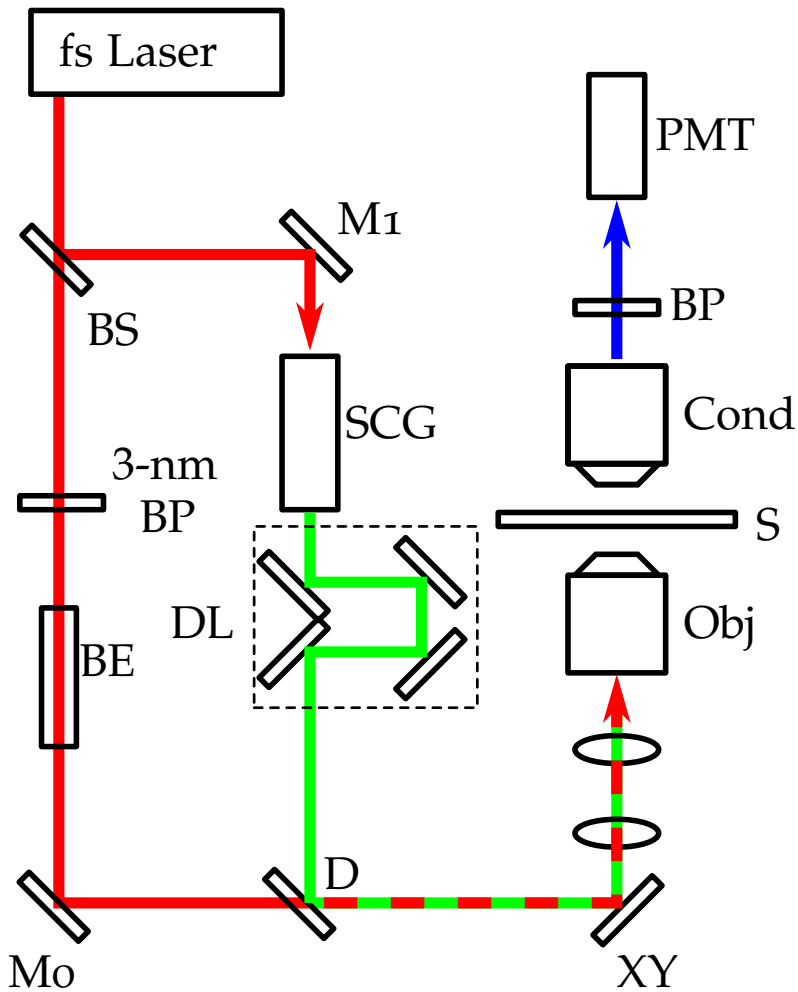 fs Laser
PMT
M1
BS
BP
SCG
Cond
3-nm
BP
S
DL
Obj
BE
D
Mo
XY